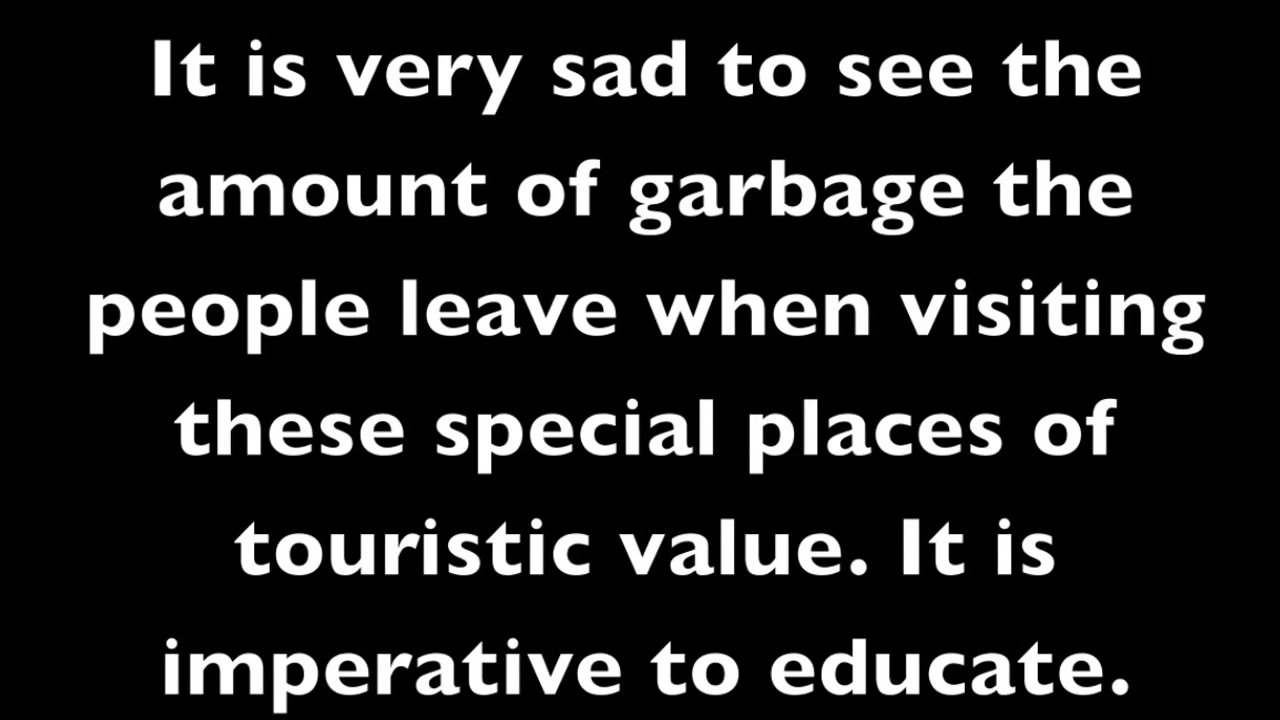 It is very sad to see the
amount of garbage the
people leave when visiting
these special places of
touristic value. It is
imperative to educate.